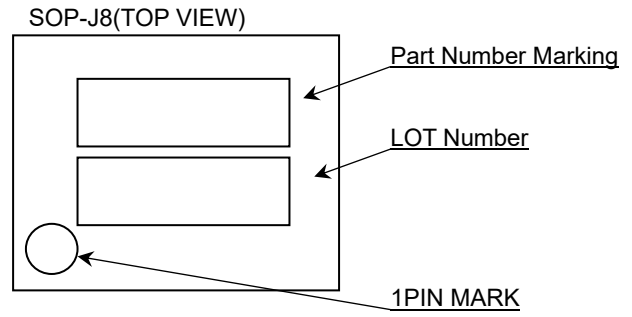 SOP-J8(TOP VIEW)
Part Number Marking
LOT Number
1PIN MARK